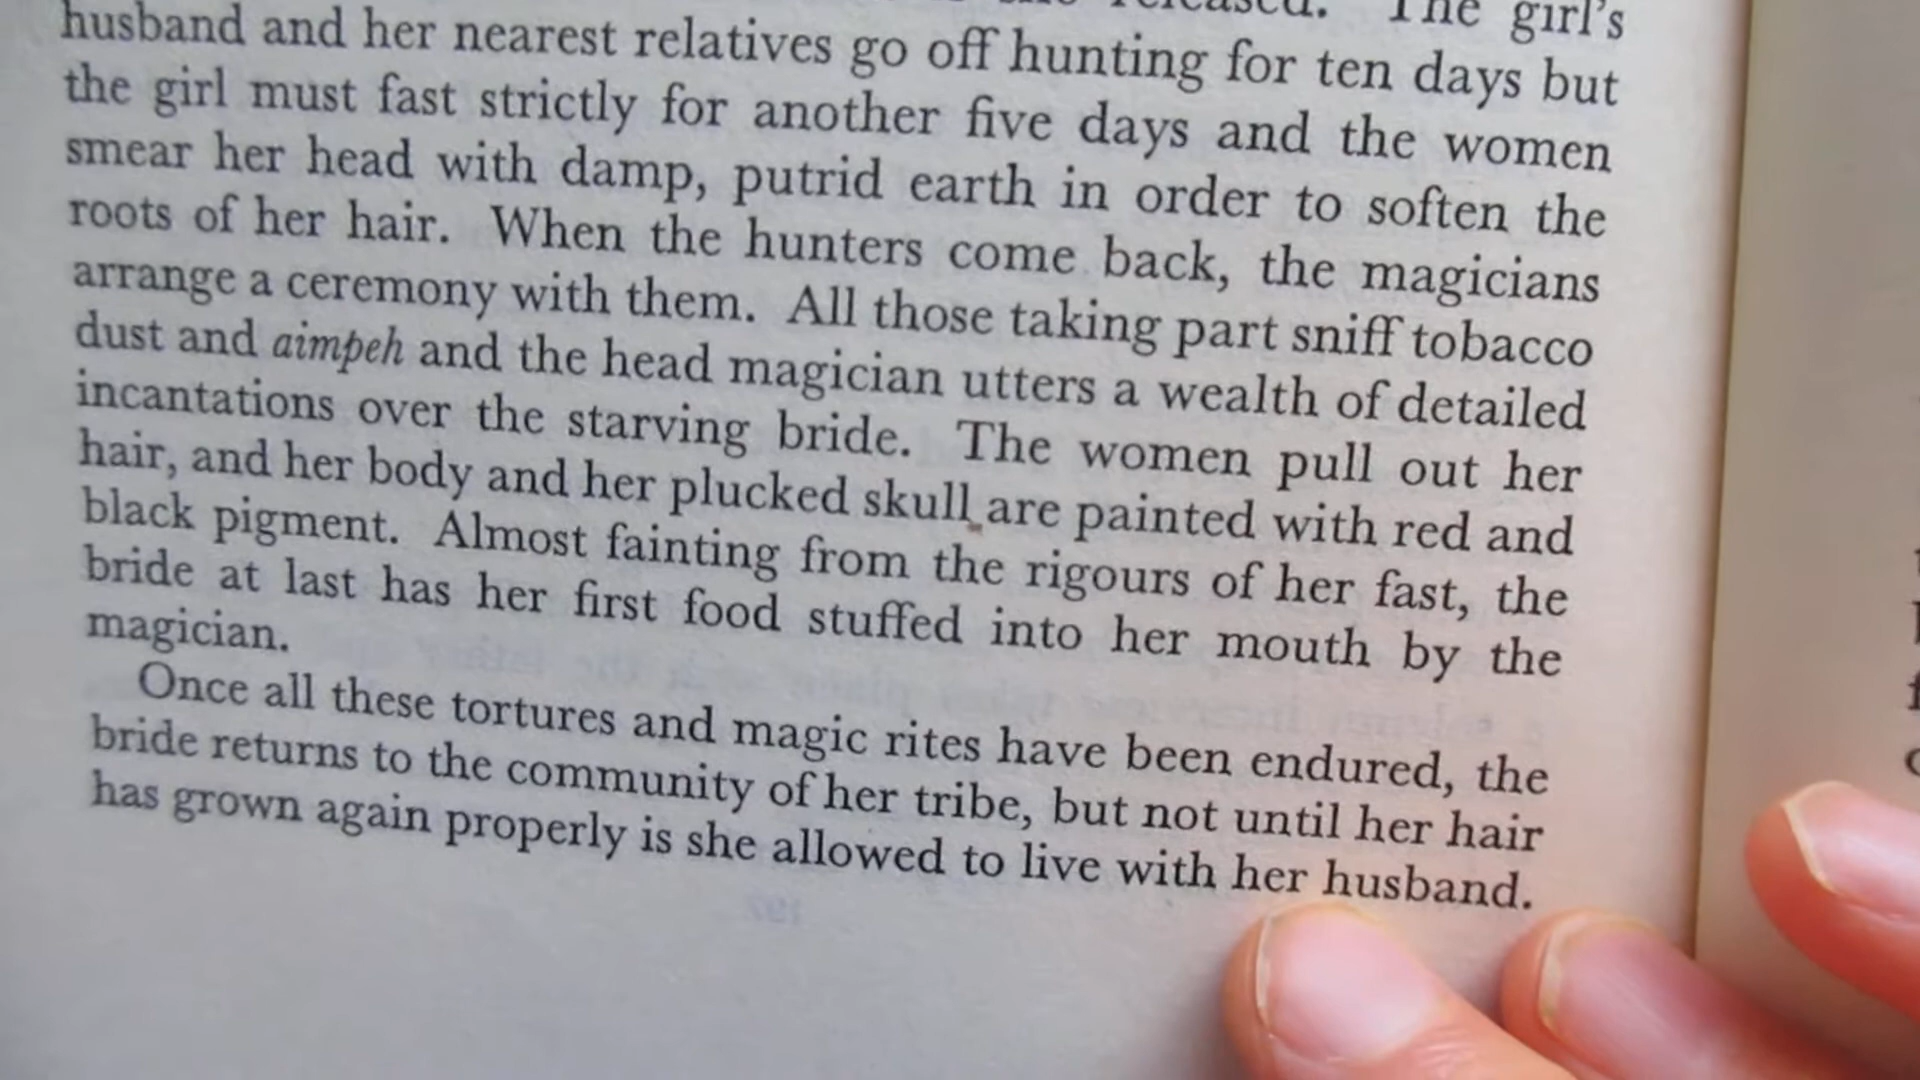 released. The girl's
husband and her nearest relatives go off hunting for ten days but
the girl must fast strictly for another five days and the women
smear her head with damp, putrid earth in order to soften the
roots of her hair. When the hunters come back, the magicians
arrange a ceremony with them. All those taking part sniff tobacco
dust and aimpeh and the head magician utters a wealth of detailed
incantations over the starving bride. The women pull out her
hair, and her body and her plucked skull are painted with red and
black pigment. Almost fainting from the rigours of her fast, the
bride at last has her first food stuffed into her mouth by the
magician.
Once all these tortures and magic rites have been endured, the
bride returns to the community of her tribe, but not until her hair
has grown again properly is she allowed to live with her husband.